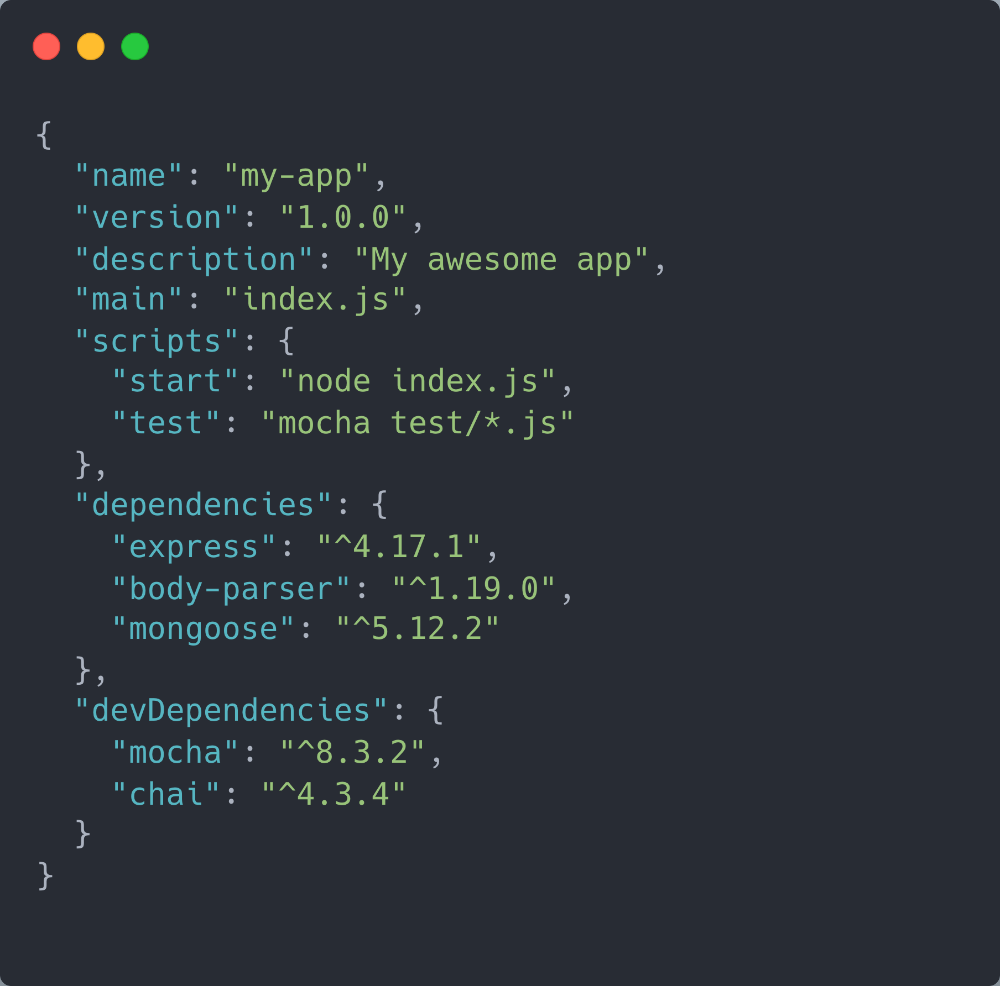 {
  "name": "my-app",
  "version": "1.0.0",
  "description": "My awesome app",
  "main": "index.js",
  "scripts": {
    "start": "node index.js",
    "test": "mocha test/*.js"
  },
  "dependencies": {
    "express": "^4.17.1",
    "body-parser": "^1.19.0",
    "mongoose": "^5.12.2"
  },
  "devDependencies": {
    "mocha": "^8.3.2",
    "chai": "^4.3.4"
  }
}